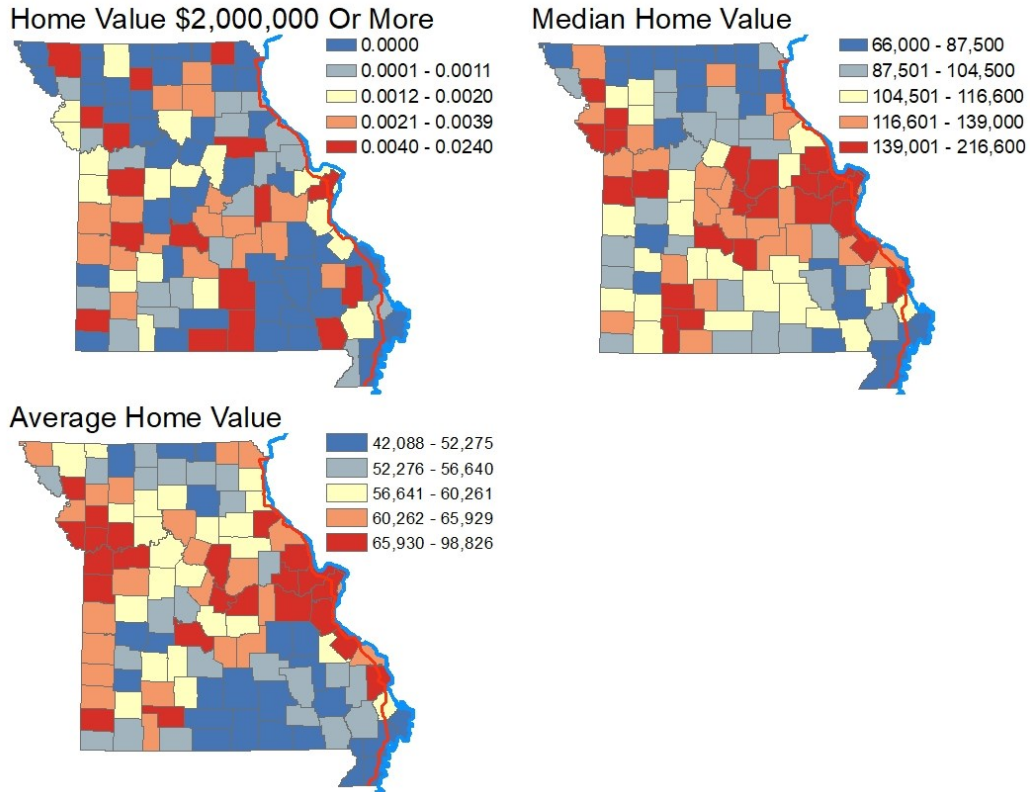 Home Value $2,000,000 Or More
0.0000
0.0001 - 0.0011
0.0012 - 0.0020
0.0021 - 0.0039
0.0040 - 0.0240
Median Home Value
66,000 - 87,500
87,501 - 104,500
104,501 - 116,600
116,601 - 139,000
139,001 - 216,600
Average Home Value
42,088 - 52,275
52,276 - 56,640
56,641 - 60,261
60,262 - 65,929
65,930 - 98,826